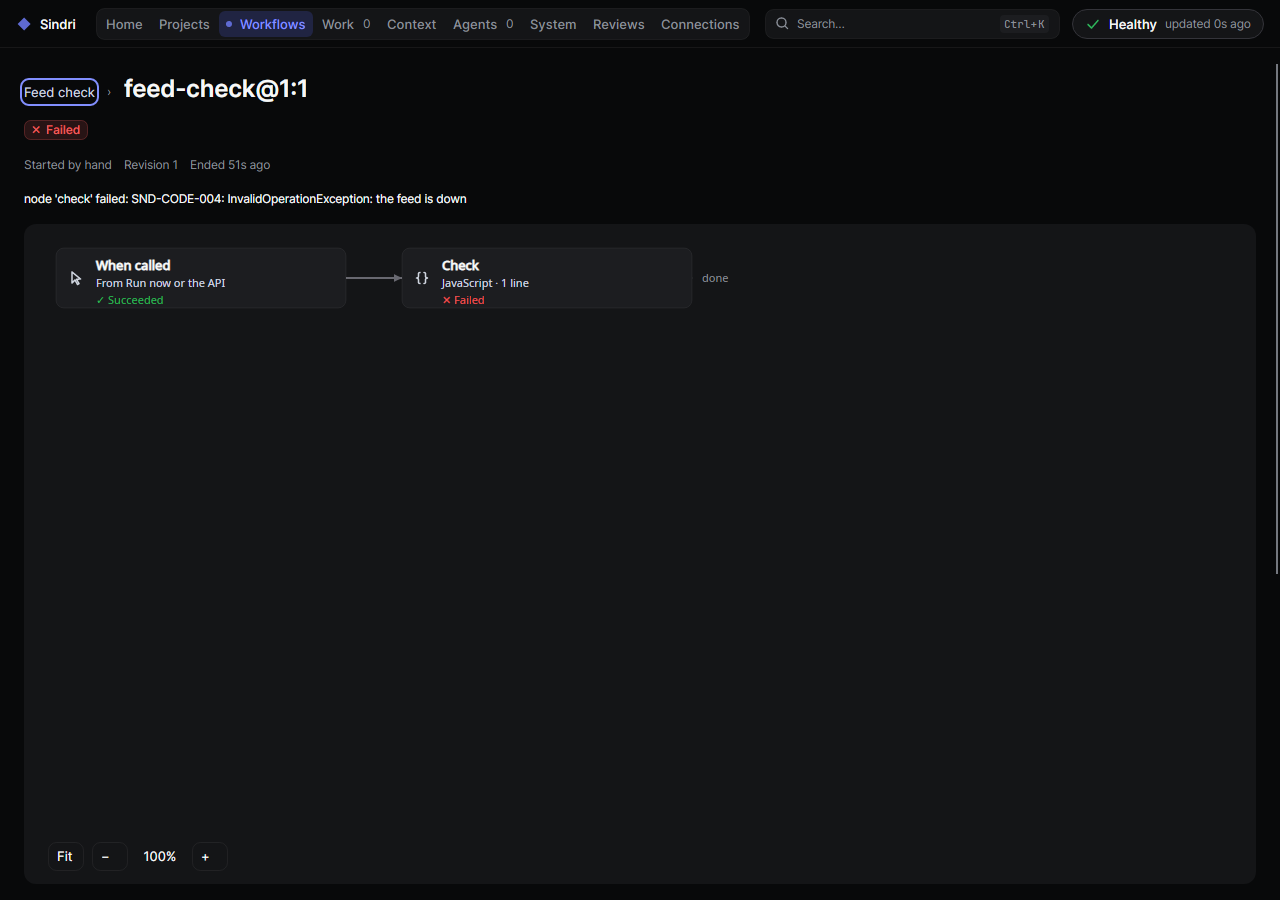 Sindri Home Projects Workflows Work 0 Context Agents 0 System Reviews Connections Search... Ctrl+K Healthy updated 0s ago
Feed check › feed-check@1:1
✕ Failed
Started by hand Revision 1 Ended 51s ago
node 'check' failed: SND-CODE-004: InvalidOperationException: the feed is down
When called
From Run now or the API
✓ Succeeded
{} Check
JavaScript · 1 line
✕ Failed
done
Fit − 100% +